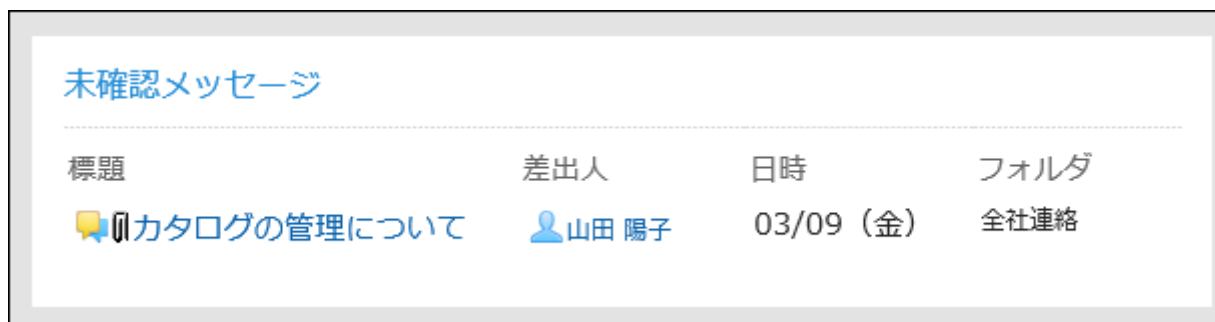 未確認メッセージ
標題 差出人 日時 フォルダ
カタログの管理について 山田 陽子 03/09（金） 全社連絡